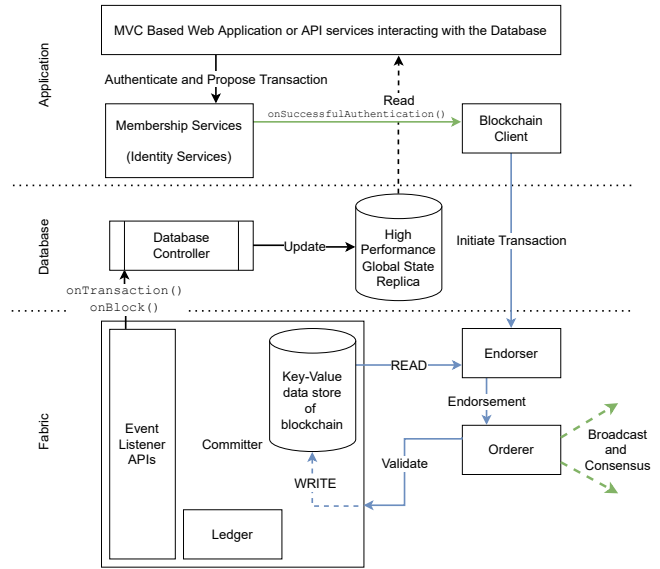 MVC Based Web Application or API services interacting with the Database
Application
Authenticate and Propose Transaction
Read
onSuccessfulAuthentication()
Membership Services
(Identity Services)
Blockchain
Client
Database
Database
Controller
Update
High
Performance
Global State
Replica
Initiate Transaction
onTransaction()
onBlock()
Fabric
Event
Listener
APIs
Committer
Key-Value
data store
of
blockchain
READ
Endorser
Endorsement
Orderer
Broadcast
and
Consensus
Validate
WRITE
Ledger